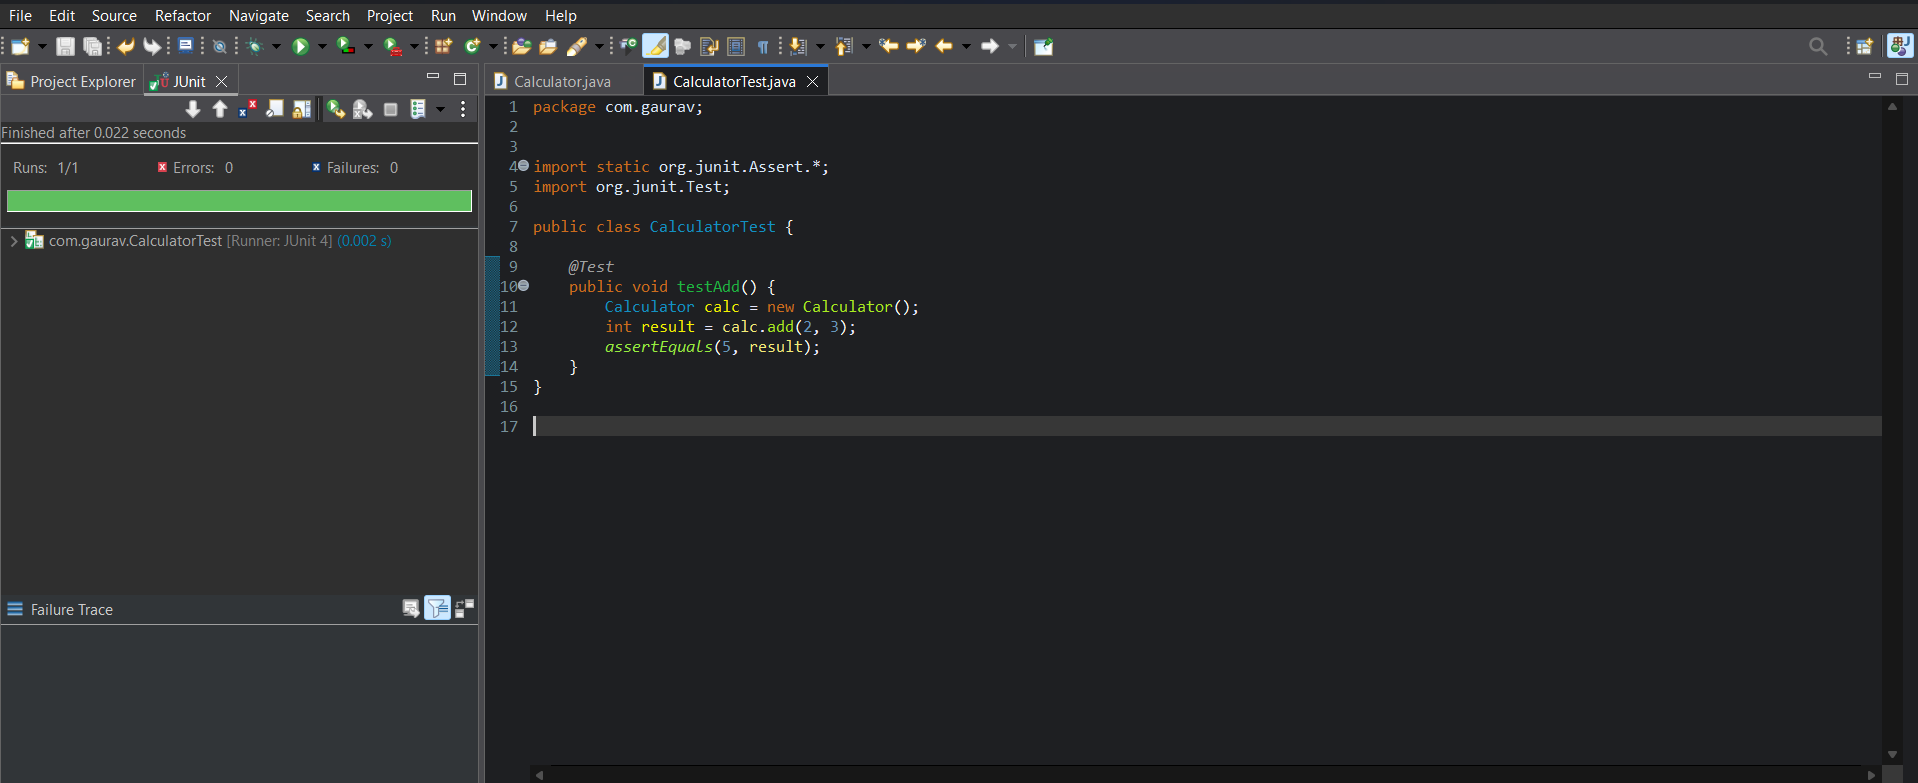 File Edit Source Refactor Navigate Search Project Run Window Help
Project Explorer JUnit
Finished after 0.022 seconds
Runs: 1/1 Errors: 0 Failures: 0
com.gaurav.CalculatorTest [Runner: JUnit 4] (0.002 s)
Failure Trace
Calculator.java CalculatorTest.java
1 package com.gaurav;
2
3
4 import static org.junit.Assert.*;
5 import org.junit.Test;
6
7 public class CalculatorTest {
8
9     @Test
10     public void testAdd() {
11         Calculator calc = new Calculator();
12         int result = calc.add(2, 3);
13         assertEquals(5, result);
14     }
15 }
16
17